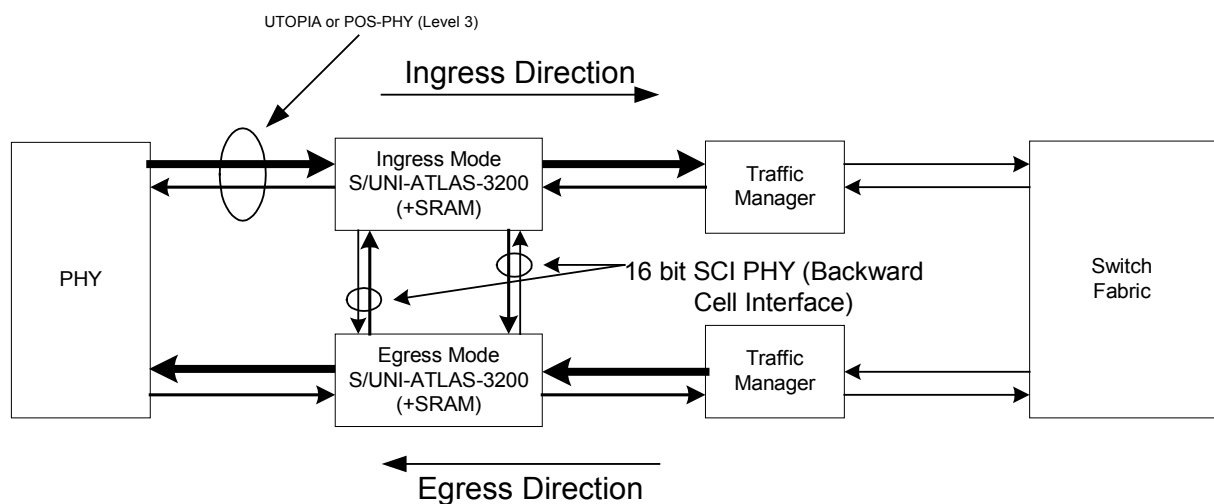 UTOPIA or POS-PHY (Level 3)
Ingress Direction
PHY
Ingress Mode
S/UNI-ATLAS-3200
(+SRAM)
Traffic
Manager
Switch
Fabric
16 bit SCI PHY (Backward
Cell Interface)
Egress Mode
S/UNI-ATLAS-3200
(+SRAM)
Traffic
Manager
Egress Direction